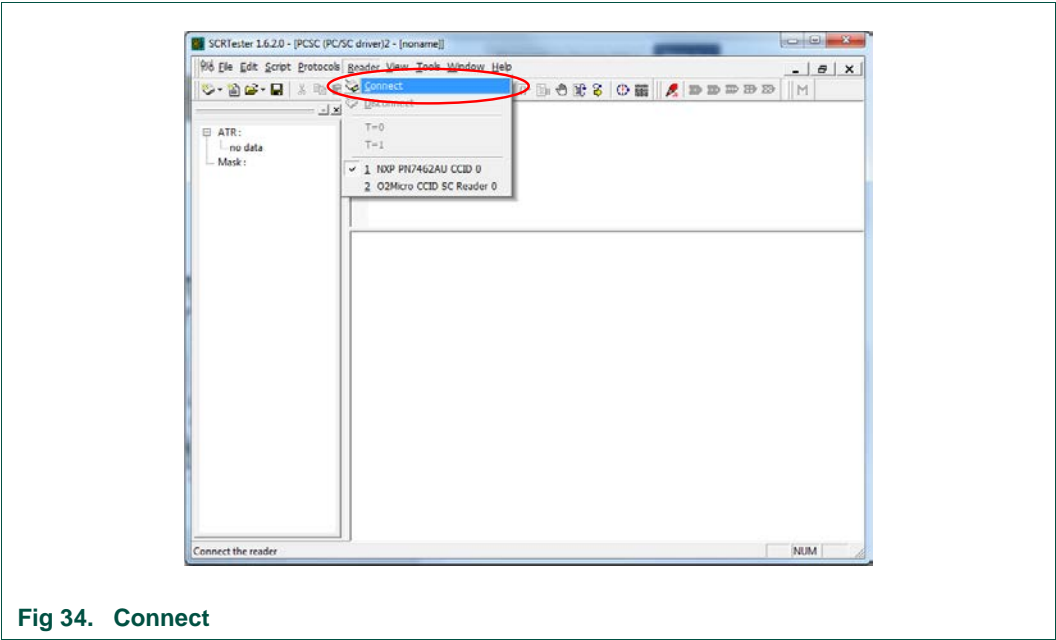 SCRTester 1.6.2.0 - [PCSC (PC/SC driver)2 - [noname]]
File Edit Script Protocols Reader View Tools Window Help
Connect
Disconnect
ATR:
no data
Mask:
T=0
T=1
1 NXP PN7462AU CCID 0
2 O2Micro CCID SC Reader 0
M
Connect the reader
NUM
Fig 34. Connect